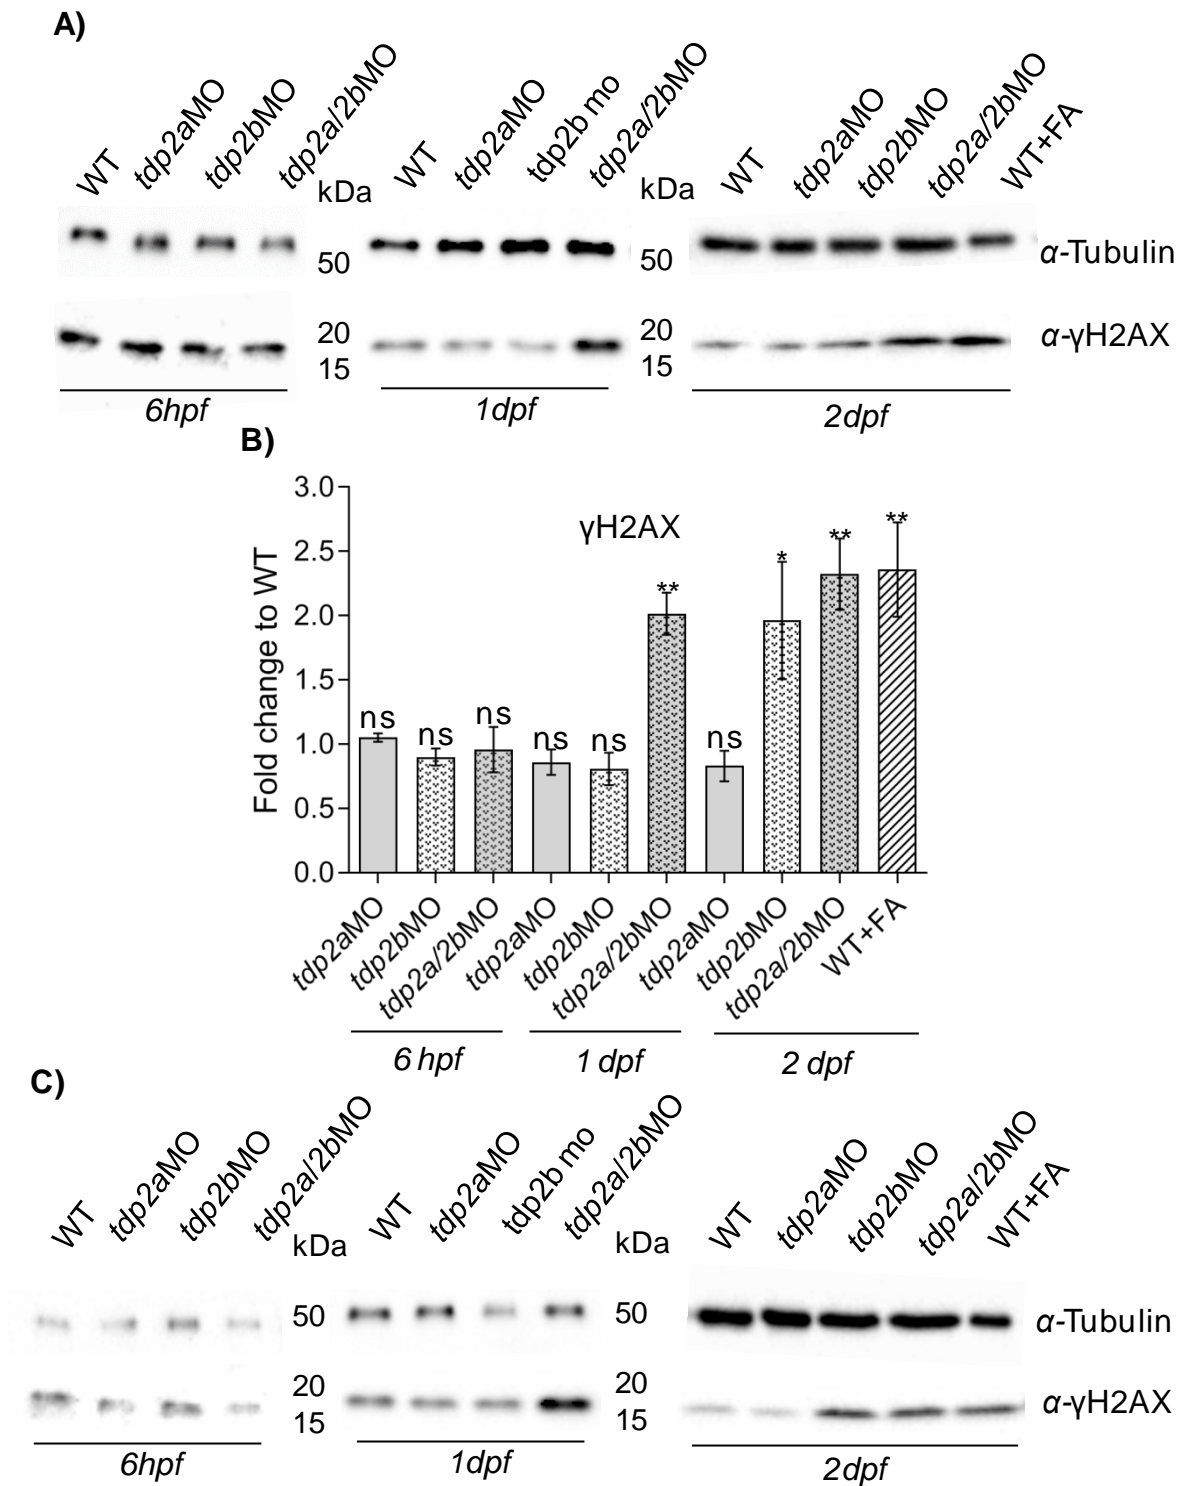 A)
WT tdp2aMO tdp2bMO tdp2a/2bMO
kDa
WT tdp2aMO tdp2b mo tdp2a/2bMO
kDa
WT tdp2aMO tdp2bMO tdp2a/2bMO WT+FA
50 50 α-Tubulin
20 20 α-γH2AX
15 15
6hpf 1dpf 2dpf
B)
γH2AX
Fold change to WT
3.0
2.5
2.0
1.5
1.0
0.5
0.0
ns ns ns ns ns ** ns * ** **
tdp2aMO tdp2bMO tdp2a/2bMO tdp2aMO tdp2bMO tdp2a/2bMO tdp2aMO tdp2bMO tdp2a/2bMO WT+FA
6 hpf 1 dpf 2 dpf
C)
WT tdp2aMO tdp2bMO tdp2a/2bMO
kDa
WT tdp2aMO tdp2b mo tdp2a/2bMO
kDa
WT tdp2aMO tdp2bMO tdp2a/2bMO WT+FA
50 50 α-Tubulin
20 20 α-γH2AX
15 15
6hpf 1dpf 2dpf